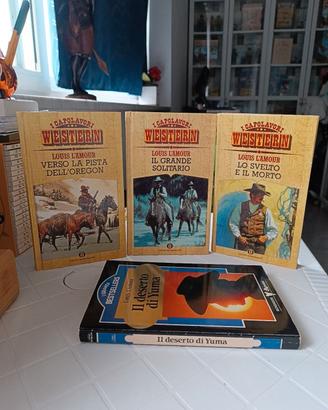 I CAPOLAVORI
WESTERN
LOUIS L'AMOUR
VERSO LA PISTA
DELL'OREGON
I CAPOLAVORI
WESTERN
LOUIS L'AMOUR
IL GRANDE
SOLITARIO
I CAPOLAVORI
WESTERN
LOUIS L'AMOUR
LO SVELTO
E IL MORTO
BESTSELLERS
Il deserto di Yuma
Il deserto di Yuma